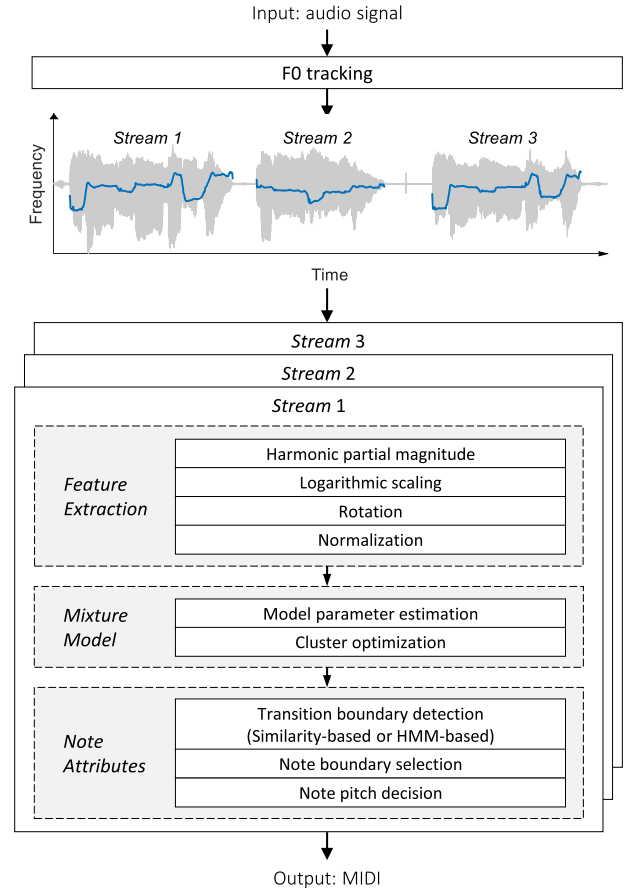 Input: audio signal
F0 tracking
Stream 1
Stream 2
Stream 3
Frequency
Time
Stream 3
Stream 2
Stream 1
Feature
Extraction
Harmonic partial magnitude
Logarithmic scaling
Rotation
Normalization
Mixture
Model
Model parameter estimation
Cluster optimization
Note
Attributes
Transition boundary detection
(Similarity-based or HMM-based)
Note boundary selection
Note pitch decision
Output: MIDI